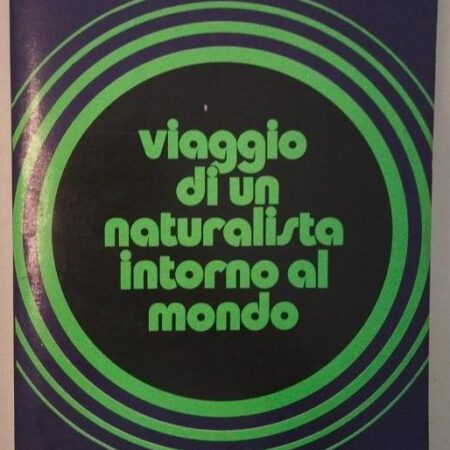 viaggio
di un
naturalista
intorno al
mondo